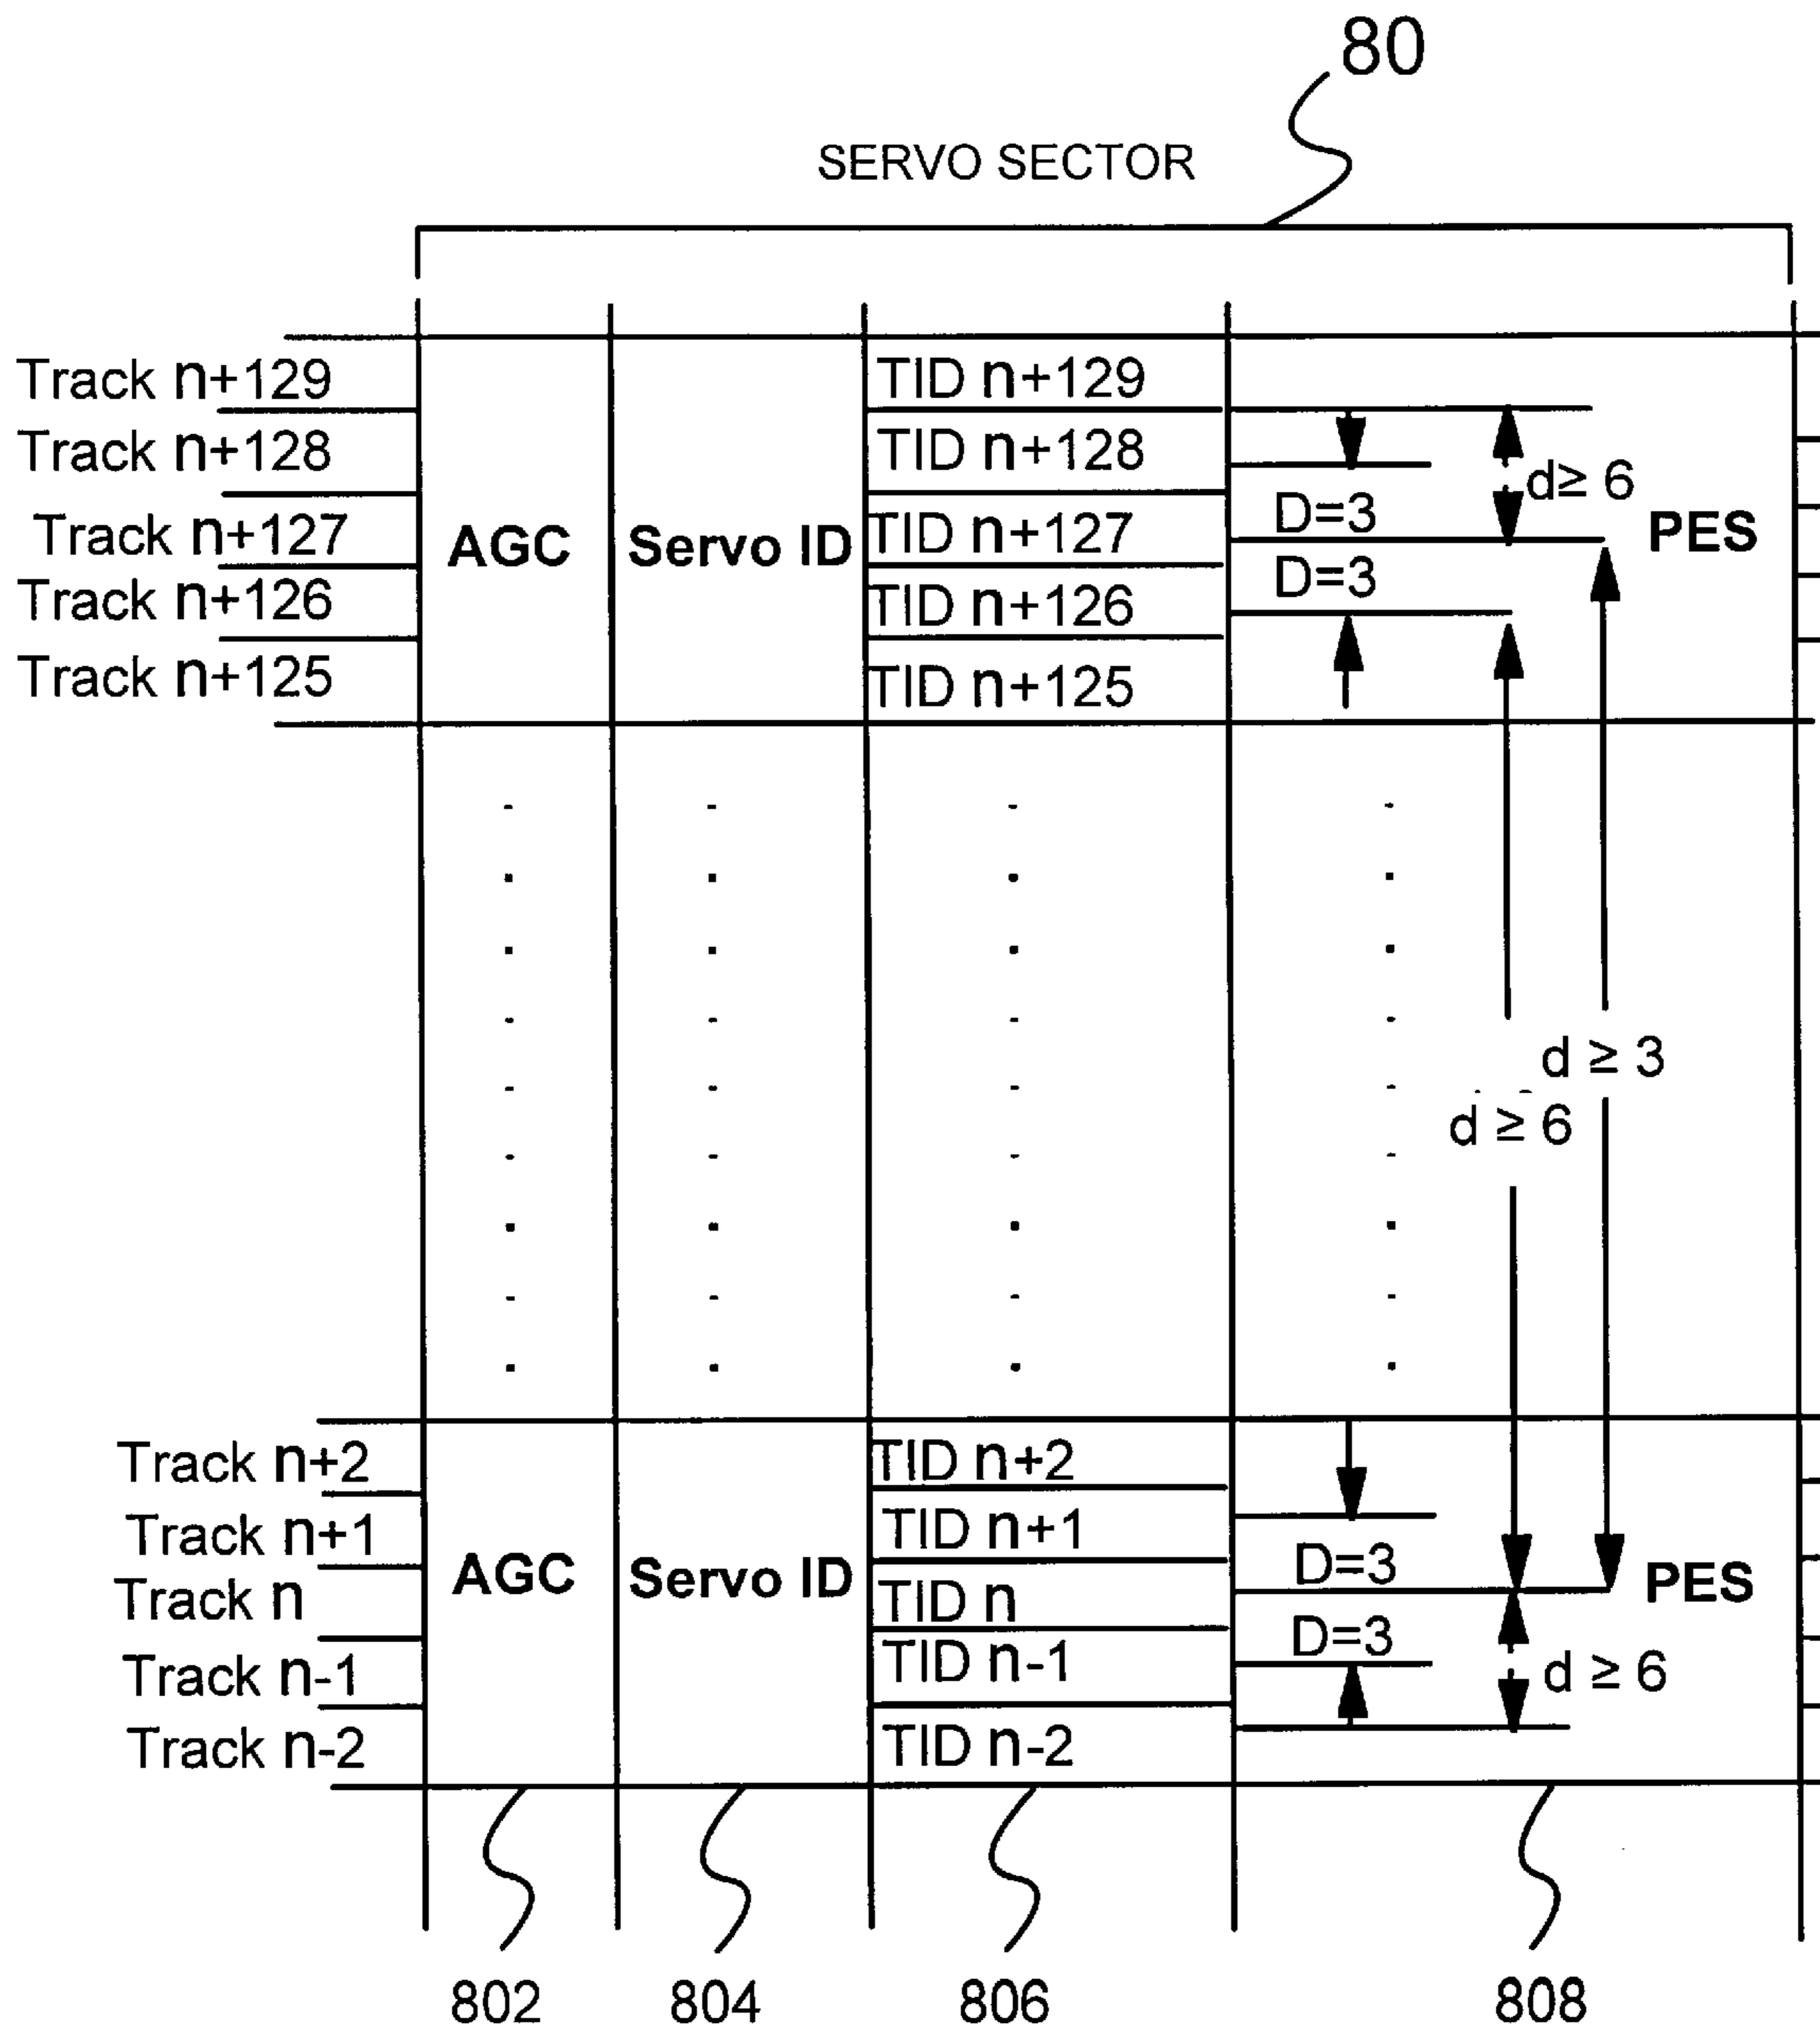 80
SERVO SECTOR
Track n+129
TID n+129
Track n+128
TID n+128
d≥ 6
D=3
Track n+127
AGC
Servo ID
TID n+127
PES
D=3
Track n+126
TID n+126
Track n+125
TID n+125
d ≥ 3
d ≥ 6
Track n+2
TID n+2
Track n+1
TID n+1
D=3
AGC
Servo ID
PES
Track n
TID n
D=3
Track n-1
TID n-1
d ≥ 6
Track n-2
TID n-2
802
804
806
808